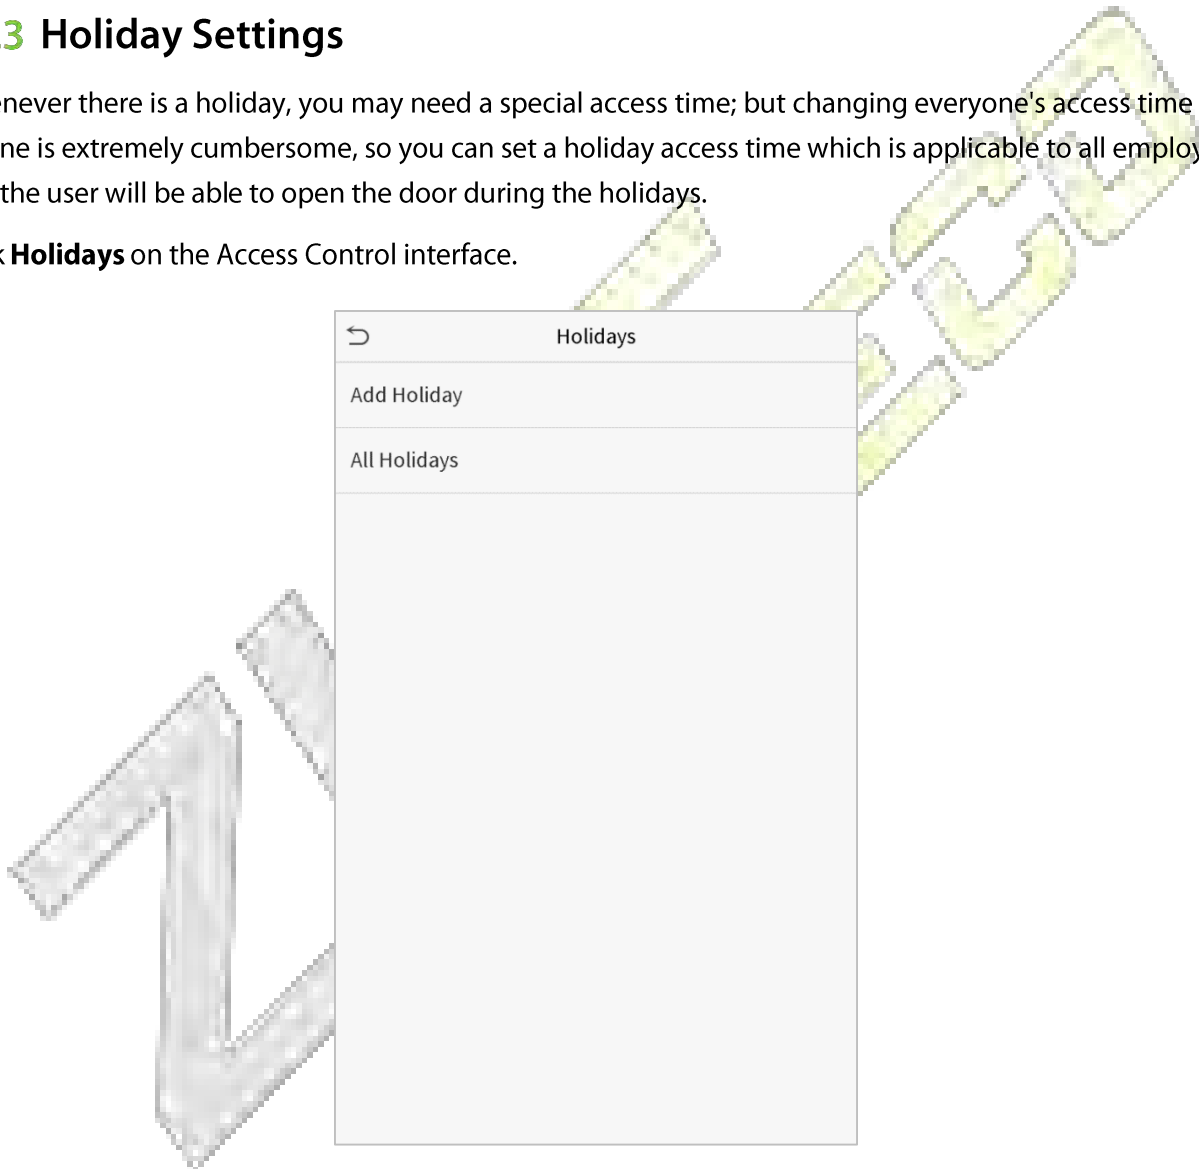 3 Holiday Settings
never there is a holiday, you may need a special access time; but changing everyone's access time
ne is extremely cumbersome, so you can set a holiday access time which is applicable to all employ
the user will be able to open the door during the holidays.
k Holidays on the Access Control interface.
Holidays
Add Holiday
All Holidays